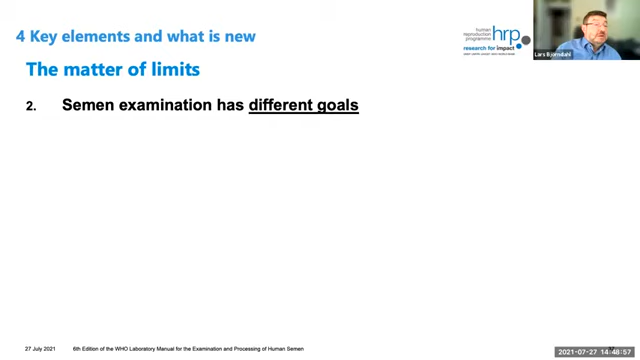 4 Key elements and what is new
human
reproduction
programme
hrp
research for impact
Lars Björndahl
The matter of limits
2. Semen examination has different goals
27 July 2021 6th Edition of the WHO Laboratory Manual for the Examination and Processing of Human Semen
2021-07-27 14:48:57